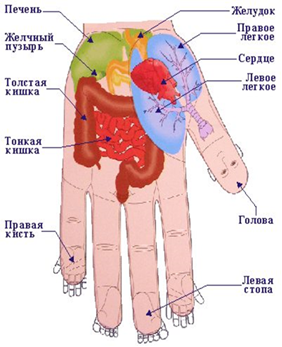 Печень
Желчный
пузырь
Толстая
кишка
Тонкая
кишка
Правая
кисть
Желудок
Правое
легкое
Сердце
Левое
легкое
Голова
Левая
стопа